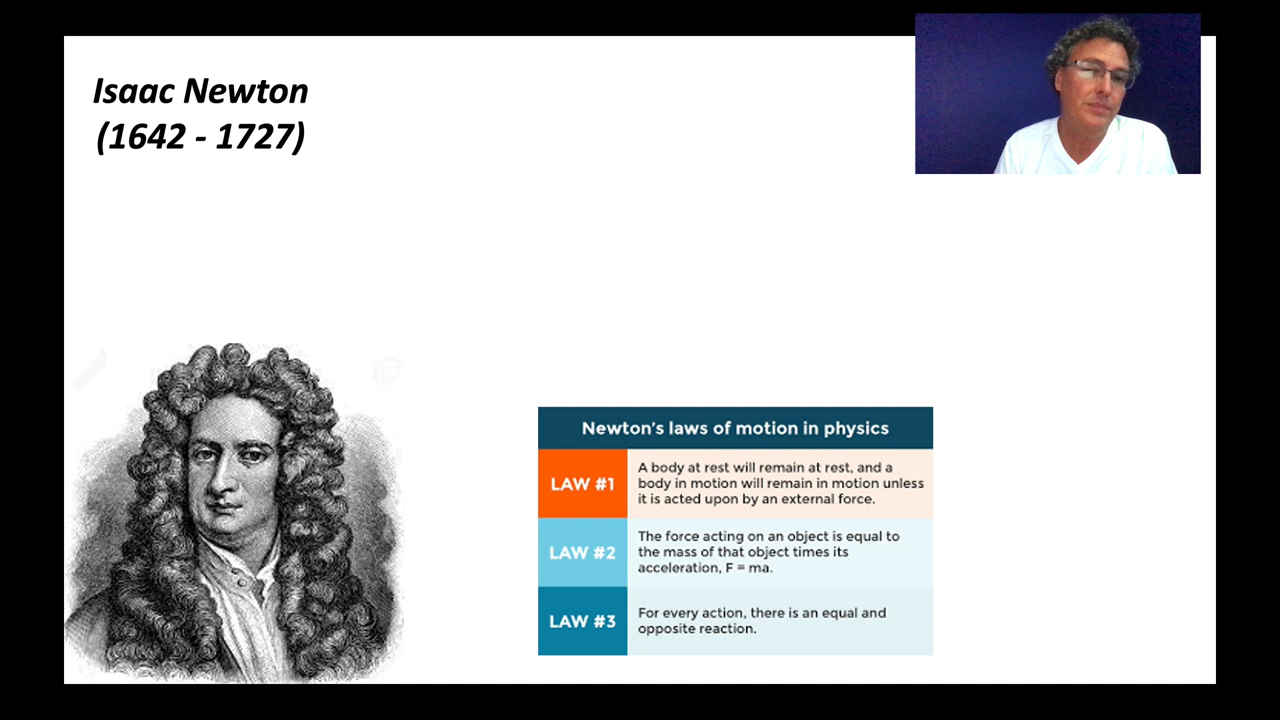 Isaac Newton
(1642 - 1727)
Newton's laws of motion in physics
LAW #1
A body at rest will remain at rest, and a
body in motion will remain in motion unless
it is acted upon by an external force.
LAW #2
The force acting on an object is equal to
the mass of that object times its
acceleration, F = ma.
LAW #3
For every action, there is an equal and
opposite reaction.